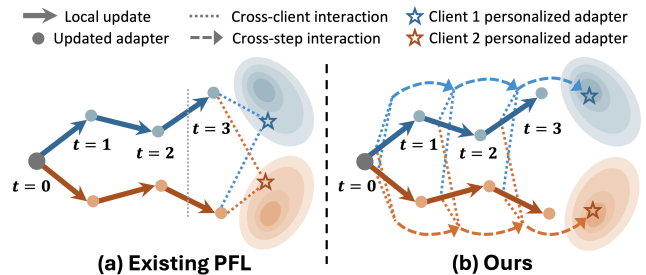 Local update
Cross-client interaction
Client 1 personalized adapter
Updated adapter
Cross-step interaction
Client 2 personalized adapter
t = 0
t = 1
t = 2
t = 3
t = 0
t = 1
t = 2
t = 3
(a) Existing PFL
(b) Ours